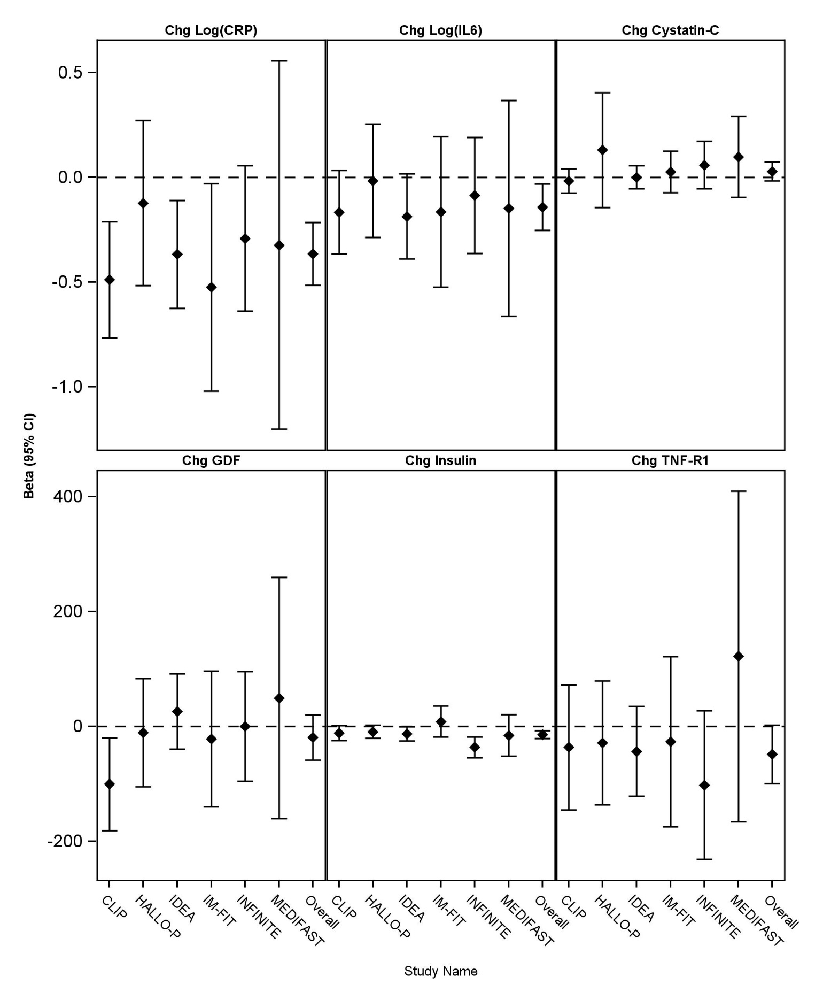 Chg Log(CRP) Chg Log(IL6) Chg Cystatin-C
0.5
0.0
-0.5
-1.0
Beta (95% CI)
Chg GDF Chg Insulin Chg TNF-R1
400
200
0
-200
CLIP HALLO-P IDEA IM-FIT INFINITE MEDIFAST Overall CLIP HALLO-P IDEA IM-FIT INFINITE MEDIFAST Overall CLIP HALLO-P IDEA IM-FIT INFINITE MEDIFAST Overall
Study Name